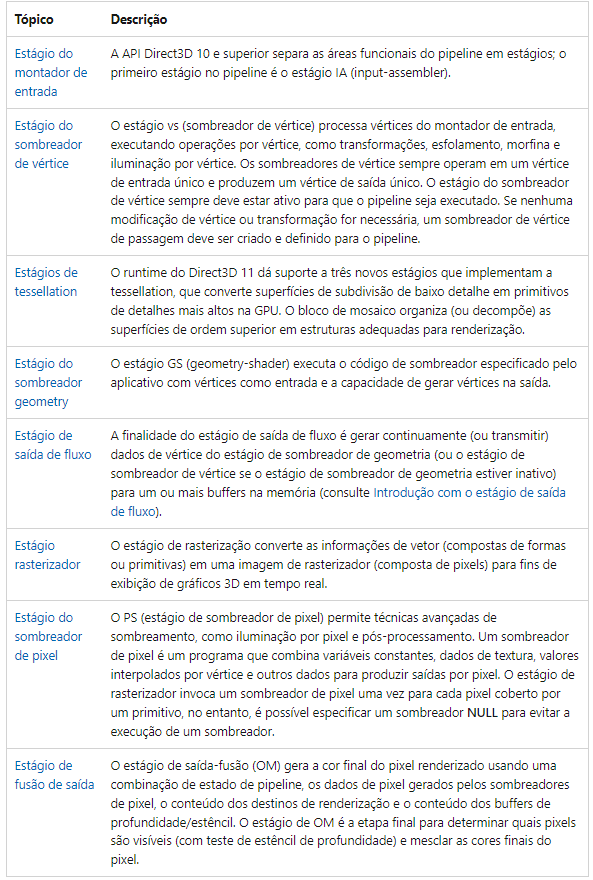 Tópico Descrição
Estágio do
montador de
entrada
A API Direct3D 10 e superior separa as áreas funcionais do pipeline em estágios; o
primeiro estágio no pipeline é o estágio IA (input-assembler).
Estágio do
sombreador
de vértice
O estágio vs (sombreador de vértice) processa vértices do montador de entrada,
executando operações por vértice, como transformações, esfolamento, morfina e
iluminação por vértice. Os sombreadores de vértice sempre operam em um vértice
de entrada único e produzem um vértice de saída único. O estágio do sombreador
de vértice sempre deve estar ativo para que o pipeline seja executado. Se nenhuma
modificação de vértice ou transformação for necessária, um sombreador de vértice
de passagem deve ser criado e definido para o pipeline.
Estágios de
tessellation
O runtime do Direct3D 11 dá suporte a três novos estágios que implementam a
tessellation, que converte superfícies de subdivisão de baixo detalhe em primitivos
de detalhes mais altos na GPU. O bloco de mosaico organiza (ou decompõe) as
superfícies de ordem superior em estruturas adequadas para renderização.
Estágio do
sombreador
geometry
O estágio GS (geometry-shader) executa o código de sombreador especificado pelo
aplicativo com vértices como entrada e a capacidade de gerar vértices na saída.
Estágio de
saída de fluxo
A finalidade do estágio de saída de fluxo é gerar continuamente (ou transmitir)
dados de vértice do estágio de sombreador de geometria (ou o estágio de
sombreador de vértice se o estágio de sombreador de geometria estiver inativo)
para um ou mais buffers na memória (consulte Introdução com o estágio de saída
de fluxo).
Estágio
rasterizador
O estágio de rasterização converte as informações de vetor (compostas de formas
ou primitivas) em uma imagem de rasterizador (composta de pixels) para fins de
exibição de gráficos 3D em tempo real.
Estágio do
sombreador
de pixel
O PS (estágio de sombreador de pixel) permite técnicas avançadas de
sombreamento, como iluminação por pixel e pós-processamento. Um sombreador
de pixel é um programa que combina variáveis constantes, dados de textura, valores
interpolados por vértice e outros dados para produzir saídas por pixel. O estágio de
rasterizador invoca um sombreador de pixel uma vez para cada pixel coberto por
um primitivo, no entanto, é possível especificar um sombreador NULL para evitar a
execução de um sombreador.
Estágio de
fusão de saída
O estágio de saída-fusão (OM) gera a cor final do pixel renderizado usando uma
combinação de estado de pipeline, os dados de pixel gerados pelos sombreadores
de pixel, o conteúdo dos destinos de renderização e o conteúdo dos buffers de
profundidade/estêncil. O estágio de OM é a etapa final para determinar quais pixels
são visíveis (com teste de estêncil de profundidade) e mesclar as cores finais do
pixel.